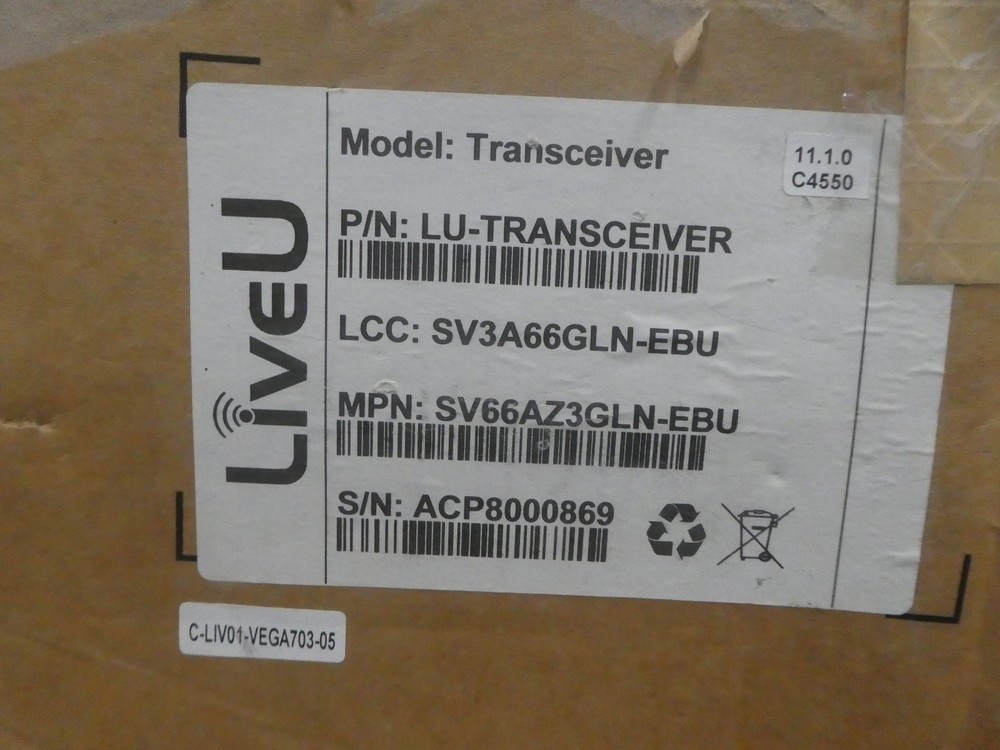 LiveU
Model: Transceiver
11.1.0
C4550
P/N: LU-TRANSCEIVER
LCC: SV3A66GLN-EBU
MPN: SV66AZ3GLN-EBU
S/N: ACP8000869
C-LIV01-VEGA703-05